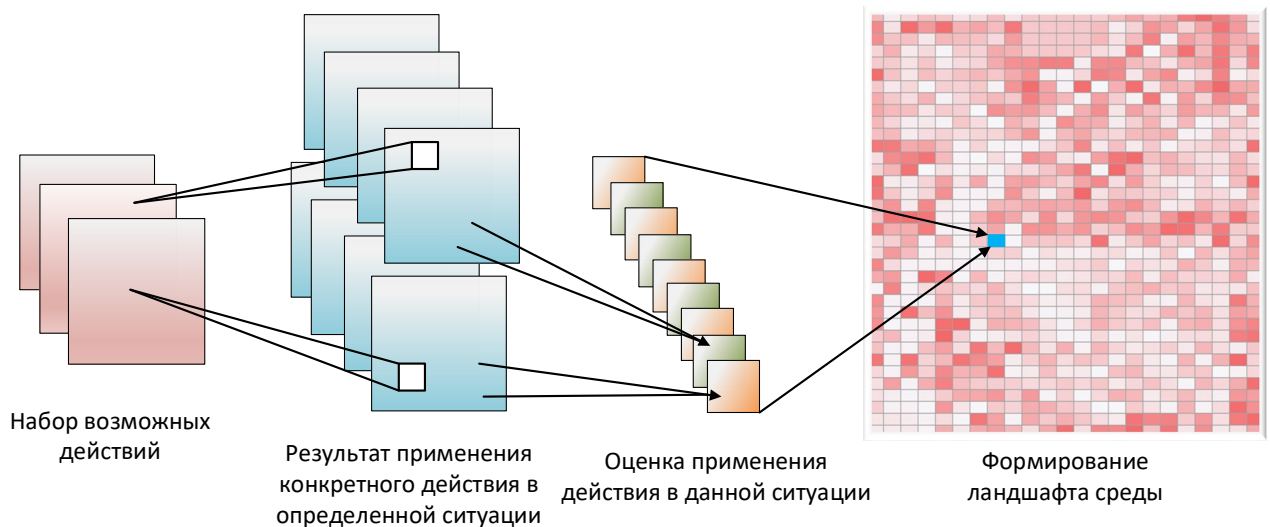 Набор возможных
действий
Результат применения
конкретного действия в
определенной ситуации
Оценка применения
действия в данной ситуации
Формирование
ландшафта среды